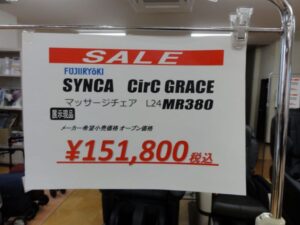 SALE
FUJIIRYOKI
SYNCA CirC GRACE
マッサージチェア L24 MR380
展示現品
メーカー希望小売価格 オープン価格
¥151,800税込